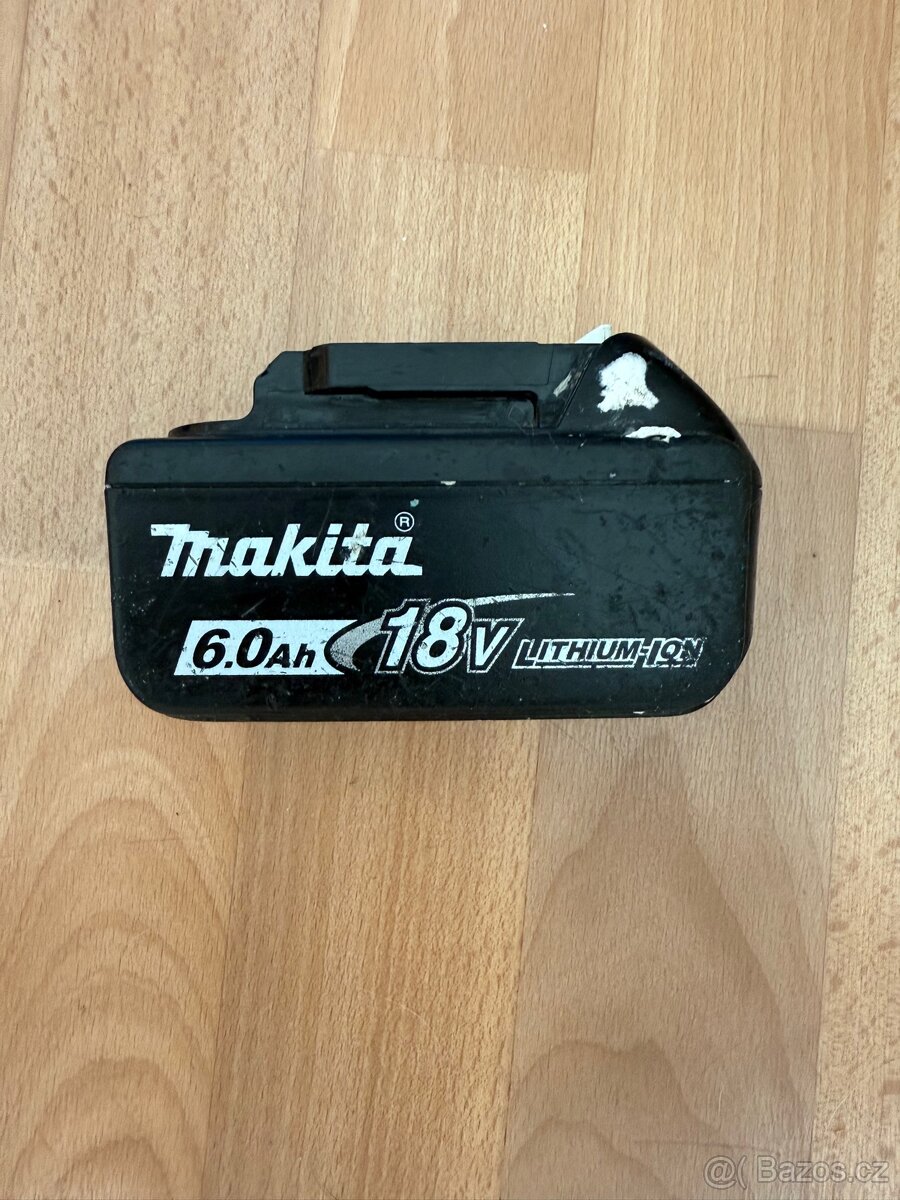 makita®
6.0Ah 18V LITHIUM-ION
@( Bazos.cz